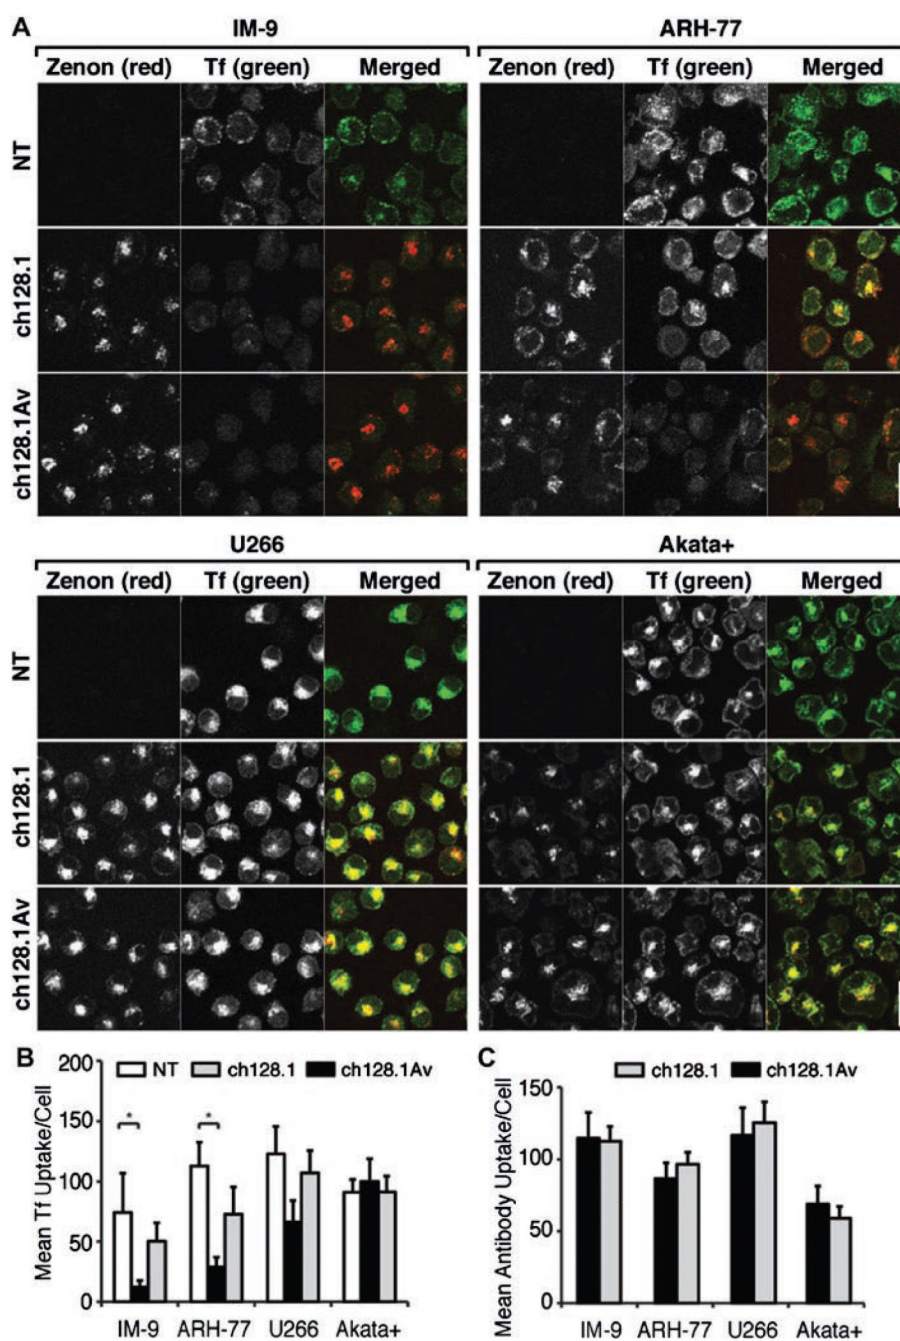 A
IM-9
ARH-77
Zenon (red) Tf (green) Merged
Zenon (red) Tf (green) Merged
NT
ch128.1
ch128.1Av
U266
Akata+
Zenon (red) Tf (green) Merged
Zenon (red) Tf (green) Merged
NT
ch128.1
ch128.1Av
B
Mean Tf Uptake/Cell
200
150
100
50
0
NT ch128.1 ch128.1Av
* *
IM-9 ARH-77 U266 Akata+
C
Mean Antibody Uptake/Cell
150
100
50
0
ch128.1 ch128.1Av
IM-9 ARH-77 U266 Akata+